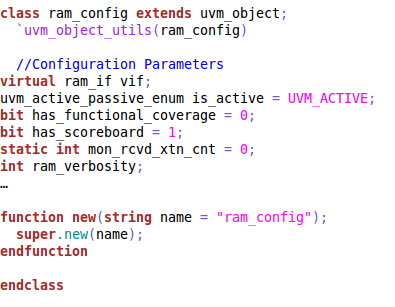 class ram_config extends uvm_object;
  `uvm_object_utils(ram_config)

  //Configuration Parameters
virtual ram_if vif;
uvm_active_passive_enum is_active = UVM_ACTIVE;
bit has_functional_coverage = 0;
bit has_scoreboard = 1;
static int mon_rcvd_xtn_cnt = 0;
int ram_verbosity;
…

function new(string name = "ram_config");
  super.new(name);
endfunction

endclass